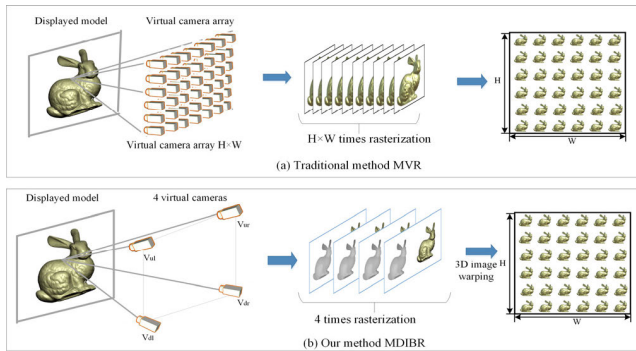 Displayed model
Virtual camera array
Virtual camera array H×W
H×W times rasterization
H
W
(a) Traditional method MVR
Displayed model
4 virtual cameras
Vur
Vul
Vdr
Vdl
4 times rasterization
3D image
warping
H
W
(b) Our method MDIBR